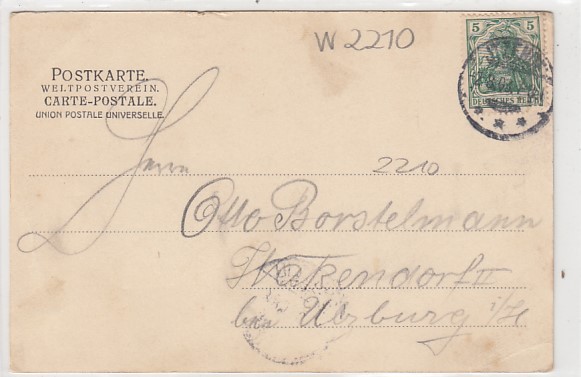 W 2210
5 5
DEUTSCHES REICH
POSTKARTE.
WELTPOSTVEREIN.
CARTE-POSTALE.
UNION POSTALE UNIVERSELLE.
Herrn
2210
Otto Borstelmann
Wakendorf II
bei Ulzburg i/H